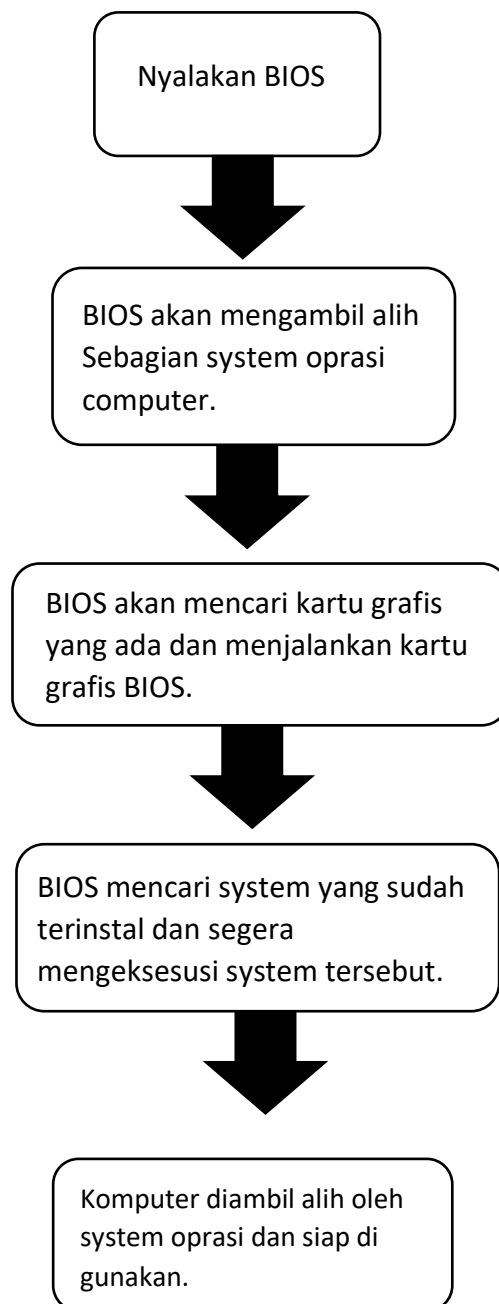 Nyalakan BIOS
BIOS akan mengambil alih
Sebagian system oprasi
computer.
BIOS akan mencari kartu grafis
yang ada dan menjalankan kartu
grafis BIOS.
BIOS mencari system yang sudah
terinstal dan segera
mengeksesusi system tersebut.
Komputer diambil alih oleh
system oprasi dan siap di
gunakan.